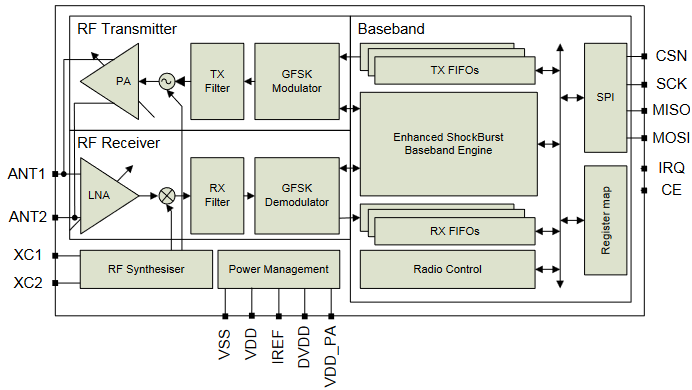 RF Transmitter
Baseband
PA
TX
Filter
GFSK
Modulator
TX FIFOs
SPI
CSN
SCK
MISO
MOSI
Enhanced ShockBurst
Baseband Engine
RF Receiver
ANT1
ANT2
LNA
RX
Filter
GFSK
Demodulator
RX FIFOs
Register map
IRQ
CE
XC1
XC2
RF Synthesiser
Power Management
Radio Control
VSS
VDD
IREF
DVDD
VDD_PA